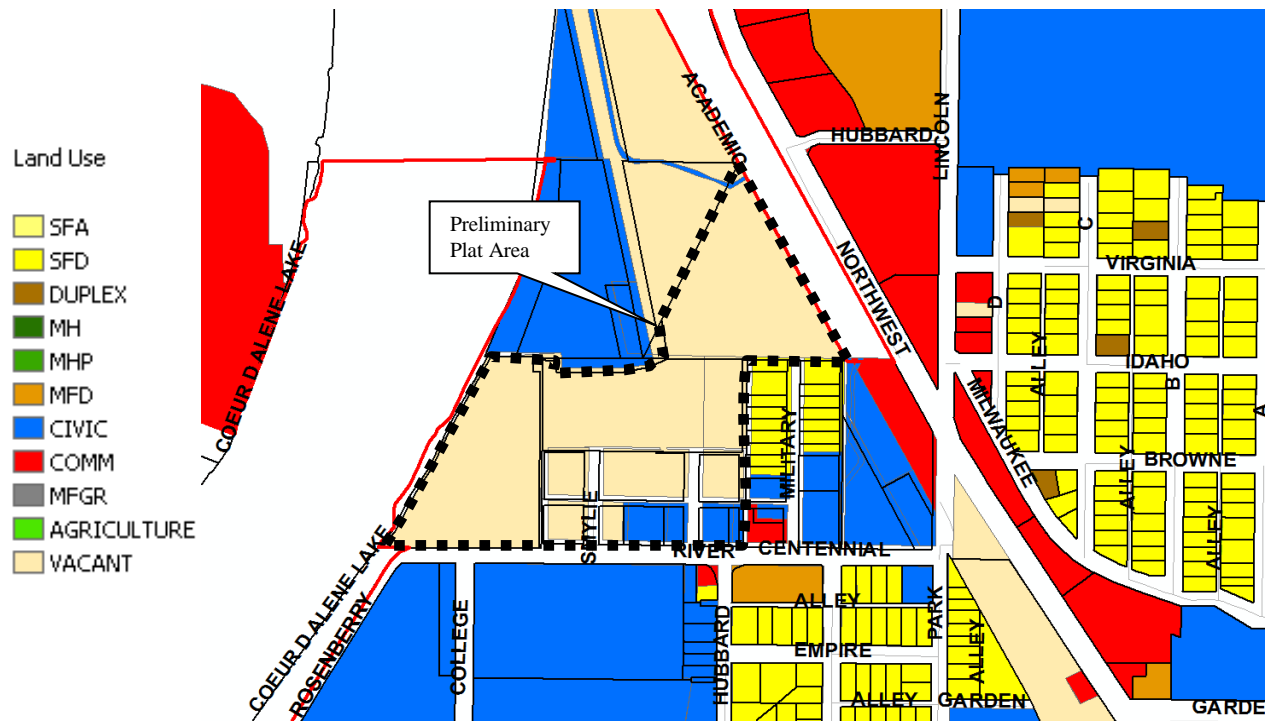 Land Use
SFA
SFD
DUPLEX
MH
MHP
MFD
CIVIC
COMM
MFGR
AGRICULTURE
VACANT
Preliminary
Plat Area
ACADEMIC
HUBBARD
LINCOLN
C
VIRGINIA
NORTHWEST
D
ALLEY
IDAHO
B
A
COEUR D ALENE LAKE
MILWAUKEE
MILITARY
BROWNE
ALLEY
ALLEY
RIVER
CENTENNIAL
COEUR D ALENE LAKE
ROSENBERRY
COLLEGE
HUBBARD
ALLEY
PARK
EMPIRE
ALLEY
ALLEY
GARDEN
GARDE